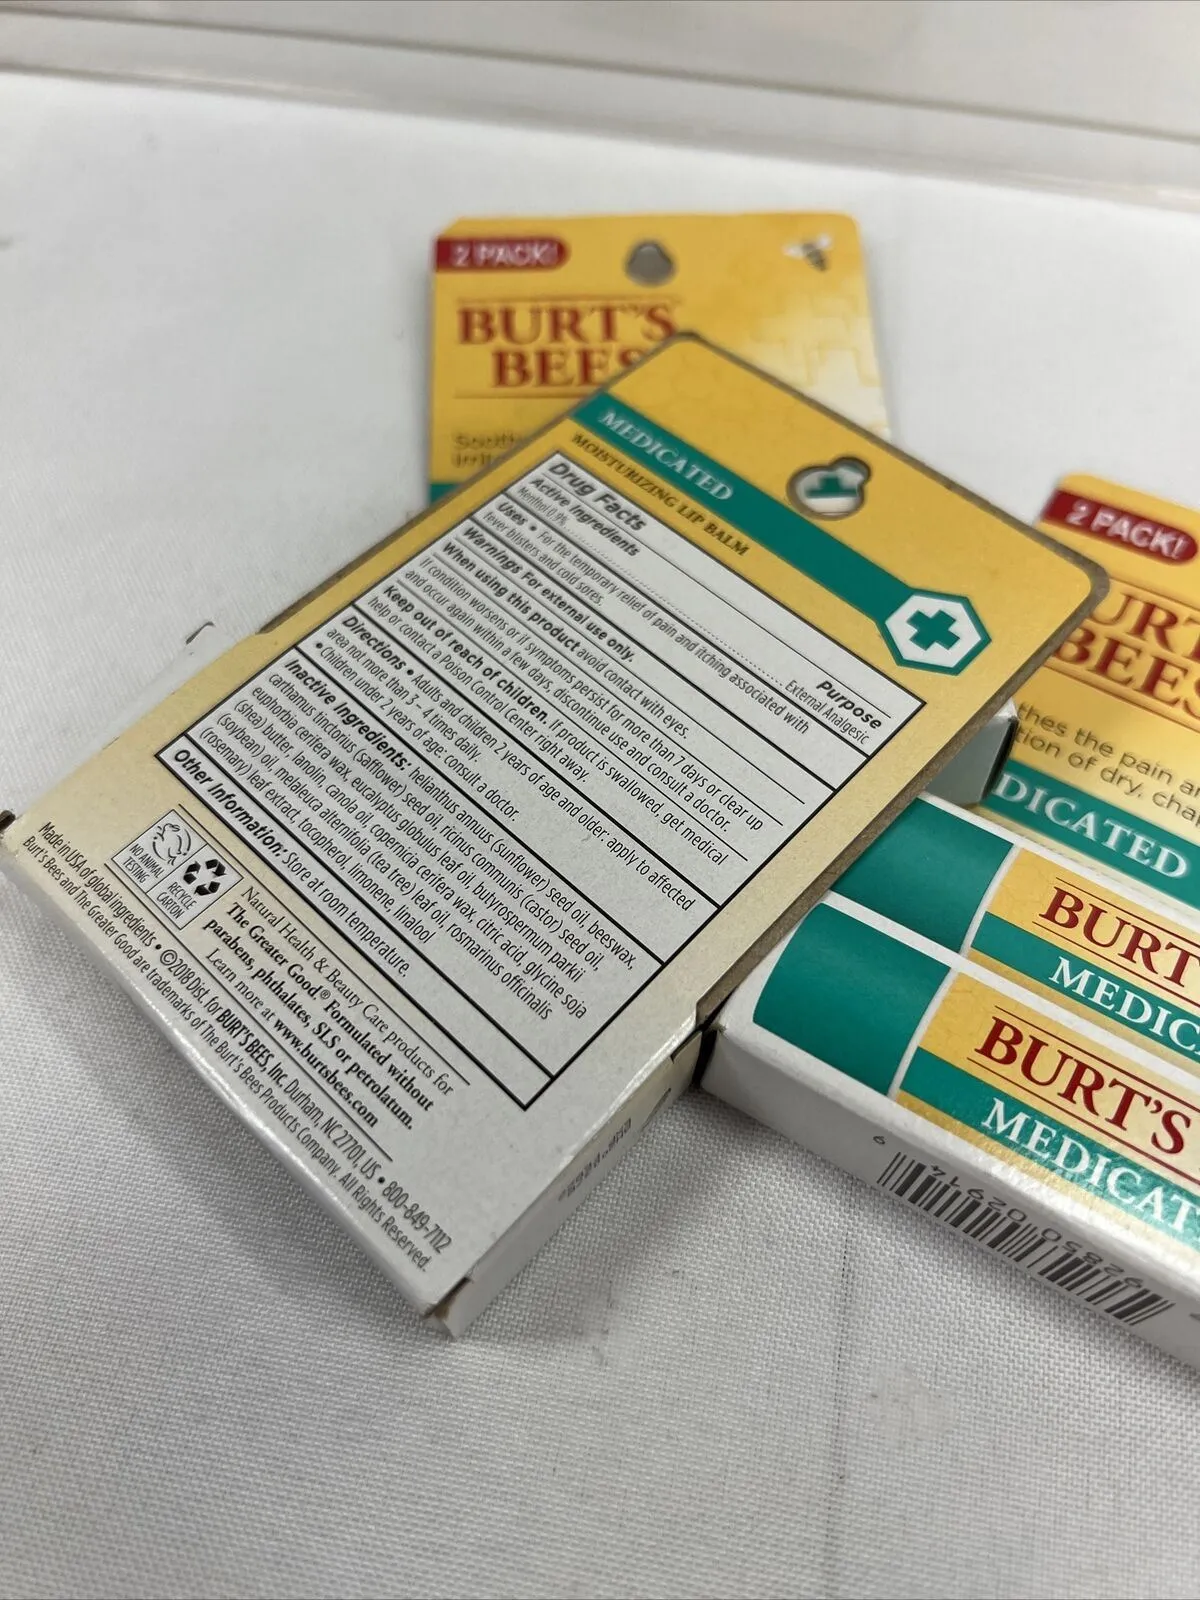 2 PACK!
BURT'S
BEES
MEDICATED
MOISTURIZING LIP BALM
Drug Facts
Active Ingredients
Purpose
Menthol 0.9% External Analgesic
Uses • For the temporary relief of pain and itching associated with
fever blisters and cold sores.
Warnings For external use only.
When using this product avoid contact with eyes.
If condition worsens or if symptoms persist for more than 7 days or clear up
and occur again within a few days, discontinue use and consult a doctor.
Keep out of reach of children. If product is swallowed, get medical
help or contact a Poison Control Center right away.
Directions • Adults and children 2 years of age and older: apply to affected
area not more than 3 – 4 times daily.
• Children under 2 years of age: consult a doctor.
Inactive Ingredients: helianthus annuus (sunflower) seed oil, beeswax,
carthamus tinctorius (safflower) seed oil, ricinus communis (castor) seed oil,
euphorbia cerifera wax, eucalyptus globulus leaf oil, butyrospermum parkii
(shea) butter, lanolin, canola oil, copernicia cerifera wax, citric acid, glycine soja
(soybean) oil, melaleuca alternifolia (tea tree) leaf oil, rosmarinus officinalis
(rosemary) leaf extract, tocopherol, limonene, linalool
Other Information: Store at room temperature.
NO ANIMAL
TESTING
RECYCLE
CARTON
Natural Health & Beauty Care products for
The Greater Good.® Formulated without
parabens, phthalates, SLS or petrolatum.
Learn more at www.burtsbees.com
Made in USA of global ingredients • ©2018 Dist. for BURT'S BEES, Inc. Durham, NC 27701, US • 800-849-7112
Burt's Bees and The Greater Good are trademarks of The Burt's Bees Products Company. All Rights Reserved.
2 PACK!
URT
BEES
thes the pain an
tion of dry, cha
DICATED
BURT
MEDICA
BURT'S
MEDICAT
92850 02914 9